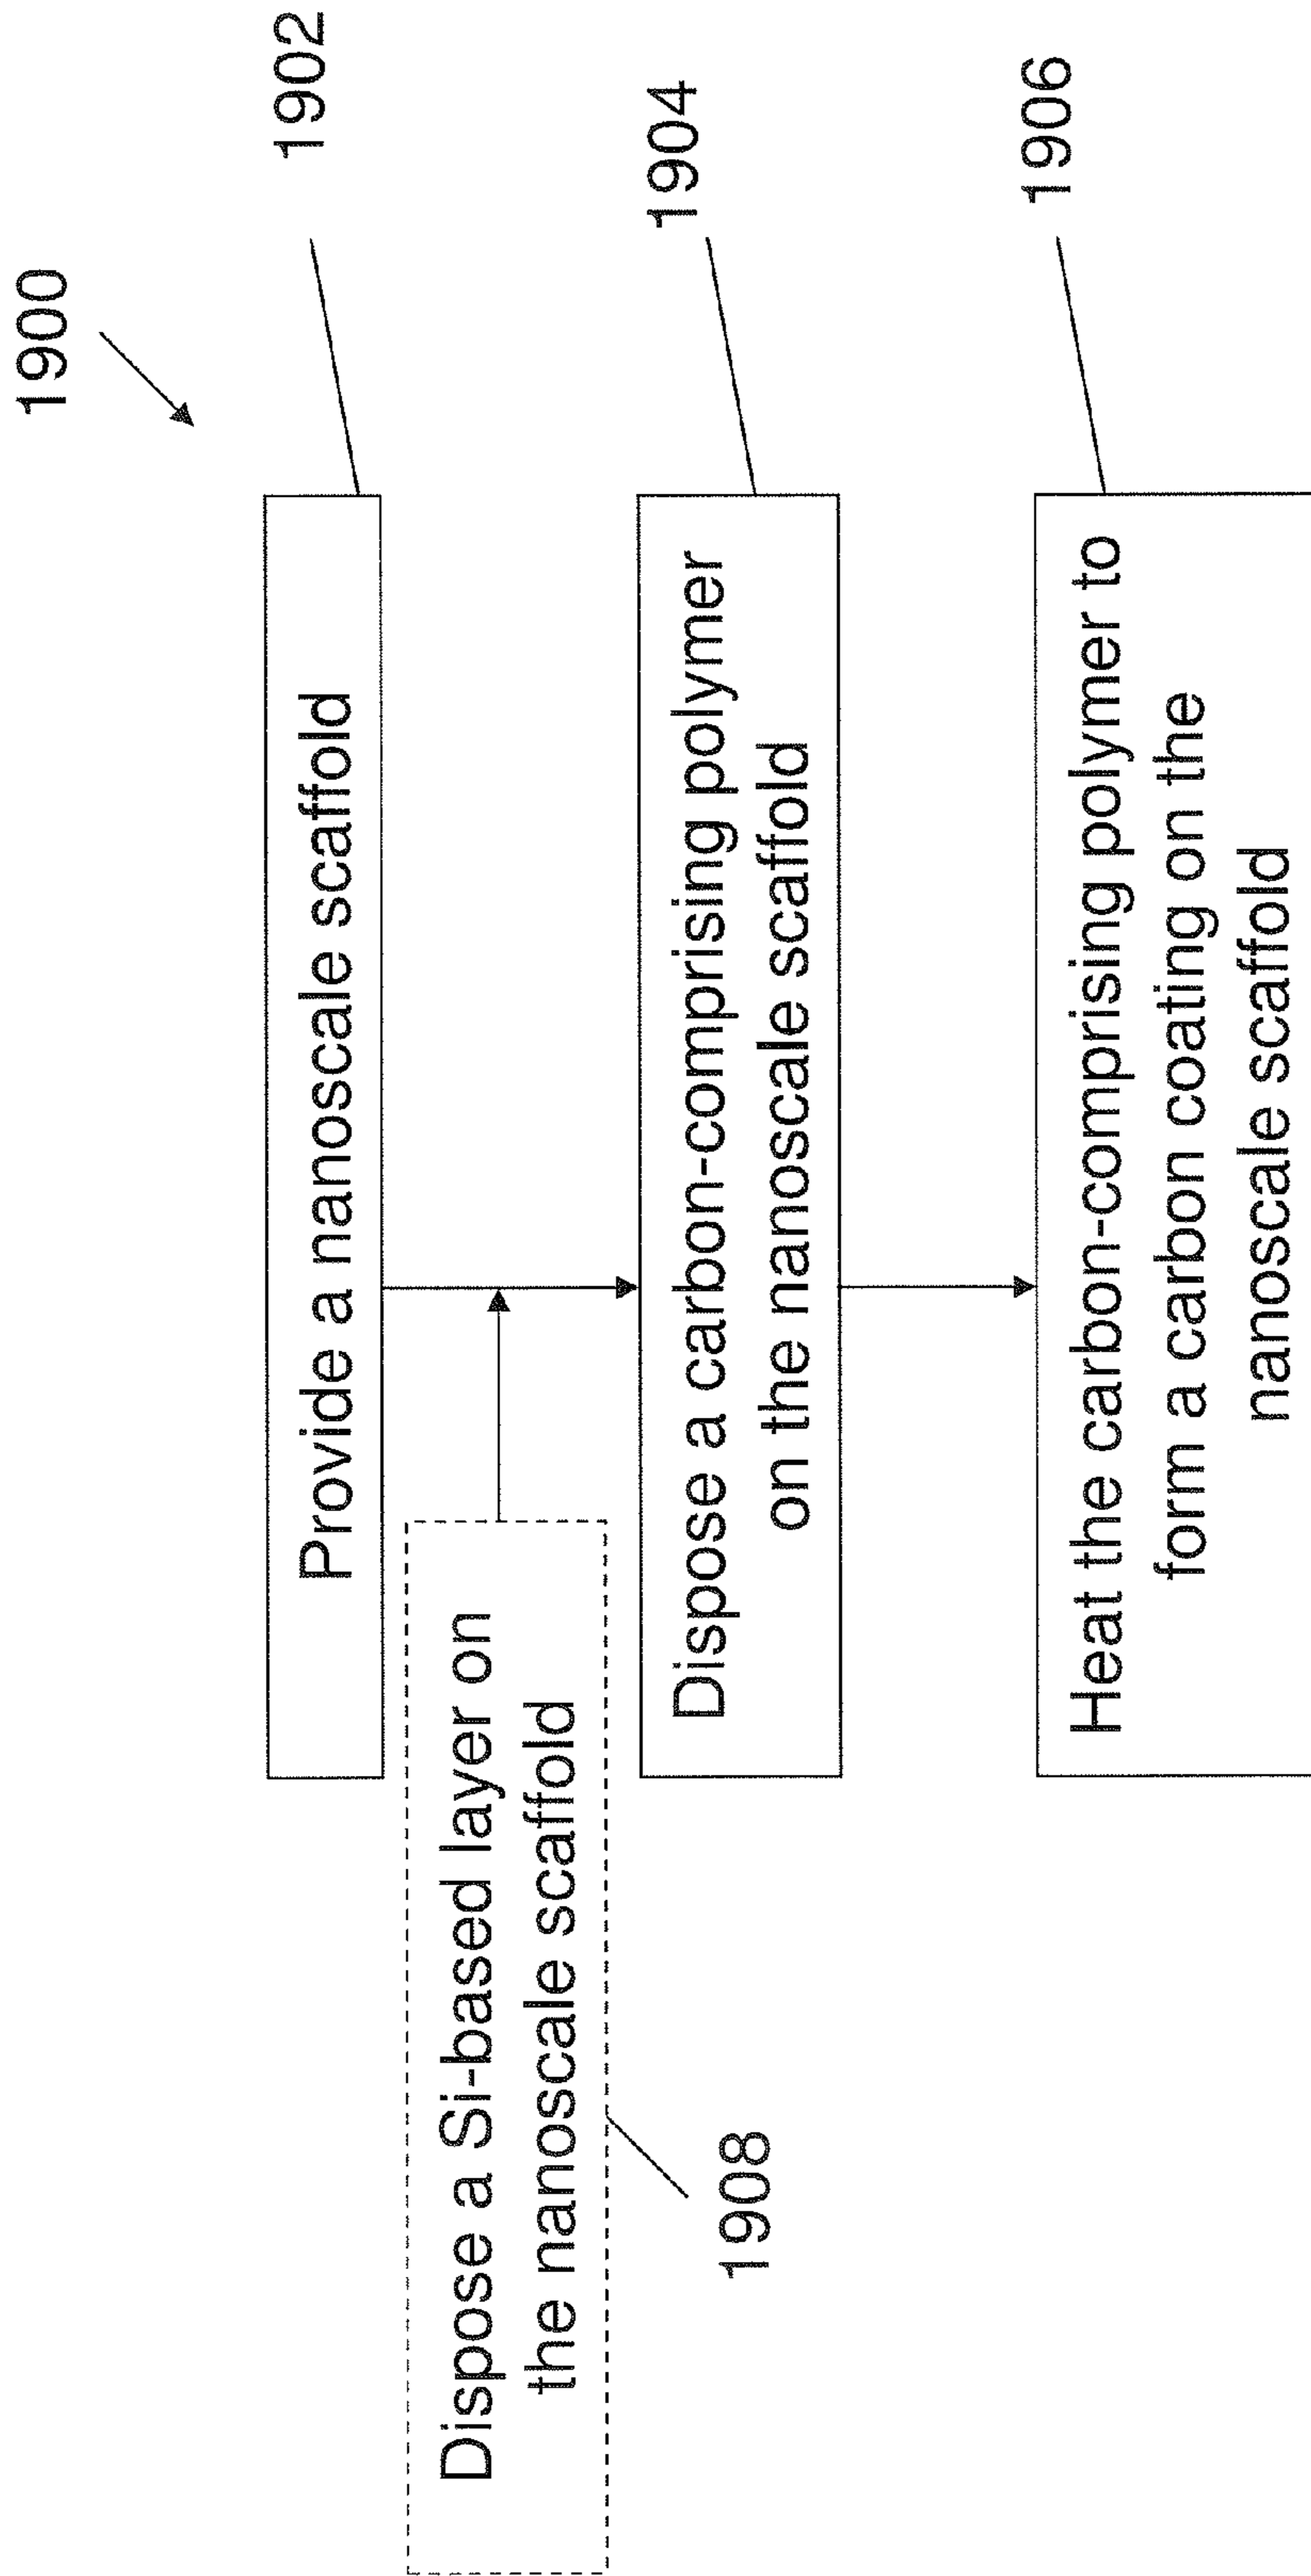 1900
Provide a nanoscale scaffold
1902
Dispose a Si-based layer on
the nanoscale scaffold
1908
Dispose a carbon-comprising polymer
on the nanoscale scaffold
1904
Heat the carbon-comprising polymer to
form a carbon coating on the
nanoscale scaffold
1906